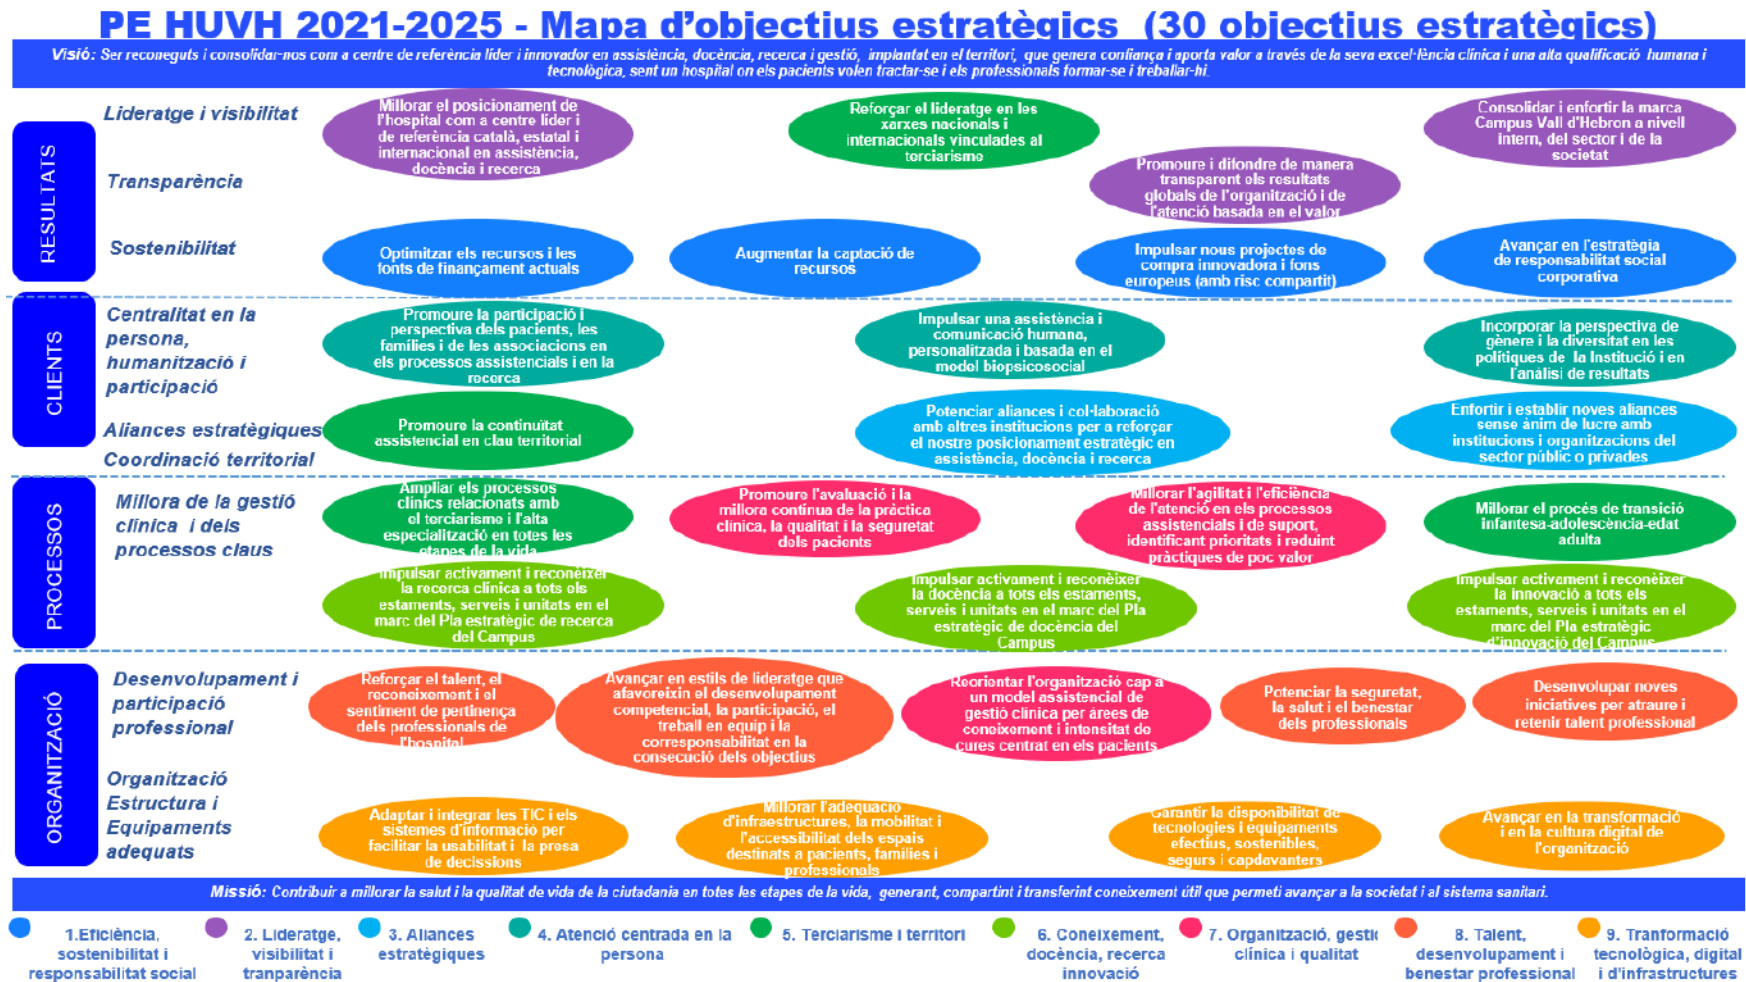 PE HUVH 2021-2025 - Mapa d'objectius estratègics (30 objectius estratègics)
Visió: Ser reconeguts i consolidar-nos com a centre de referència líder i innovador en assistència, docència, recerca i gestió, implantat en el territori, que genera confiança i aporta valor a través de la seva excel·lència clínica i una alta qualificació humana i
tecnològica, sent un hospital on els pacients volen tractar-se i els professionals formar-se i treballar-hi.
RESULTATS
Lideratge i visibilitat
Millorar el posicionament de
l'hospital com a centre líder i
de referència català, estatal i
internacional en assistència,
docència i recerca
Reforçar el lideratge en les
xarxes nacionals i
internacionals vinculades al
terciarisme
Consolidar i enfortir la marca
Campus Vall d'Hebron a nivell
intern, del sector i de la
societat
Transparència
Promoure i difondre de manera
transparent els resultats
globals de l'organització i de
l'atenció basada en el valor
Sostenibilitat
Optimitzar els recursos i les
fonts de finançament actuals
Augmentar la captació de
recursos
Impulsar nous projectes de
compra innovadora i fons
europeus (amb risc compartit)
Avançar en l'estratègia
de responsabilitat social
corporativa
CLIENTS
Centralitat en la
persona,
humanització i
participació
Promoure la participació i
perspectiva dels pacients, les
famílies i de les associacions en
els processos assistencials i en la
recerca
Impulsar una assistència i
comunicació humana,
personalitzada i basada en el
model biopsicosocial
Incorporar la perspectiva de
gènere i la diversitat en les
polítiques de la Institució i en
l'anàlisi de resultats
Aliances estratègiques
Coordinació territorial
Promoure la continuïtat
assistencial en clau territorial
Potenciar aliances i col·laboració
amb altres institucions per a reforçar
el nostre posicionament estratègic en
assistència, docència i recerca
Enfortir i establir noves aliances
sense ànim de lucre amb
institucions i organitzacions del
sector públic o privades
PROCESSOS
Millora de la gestió
clínica i dels
processos claus
Ampliar els processos
clínics relacionats amb
el terciarisme i l'alta
especialització en totes les
etapes de la vida
Promoure l'avaluació i la
millora contínua de la pràctica
clínica, la qualitat i la seguretat
dels pacients
Millorar l'agilitat i l'eficiència
de l'atenció en els processos
assistencials i de suport,
identificant prioritats i reduint
pràctiques de poc valor
Millorar el procés de transició
infantesa-adolescència-edat
adulta
Impulsar activament i reconèixer
la recerca clínica a tots els
estaments, serveis i unitats en el
marc del Pla estratègic de recerca
del Campus
Impulsar activament i reconèixer
la docència a tots els estaments,
serveis i unitats en el marc del Pla
estratègic de docència del
Campus
Impulsar activament i reconèixer
la innovació a tots els
estaments, serveis i unitats en el
marc del Pla estratègic
d'innovació del Campus
ORGANITZACIÓ
Desenvolupament i
participació
professional
Reforçar el talent, el
reconeixement i el
sentiment de pertinença
dels professionals de
l'hospital
Avançar en estils de lideratge que
afavoreixin el desenvolupament
competencial, la participació, el
treball en equip i la
corresponsabilitat en la
consecució dels objectius
Reorientar l'organització cap a
un model assistencial de
gestió clínica per àrees de
coneixement i intensitat de
cures centrat en els pacients
Potenciar la seguretat,
la salut i el benestar
dels professionals
Desenvolupar noves
iniciatives per atraure i
retenir talent professional
Organització
Estructura i
Equipaments
adequats
Adaptar i integrar les TIC i els
sistemes d'informació per
facilitar la usabilitat i la presa
de decissions
Millorar l'adequació
d'infraestructures, la mobilitat i
l'accessibilitat dels espais
destinats a pacients, famílies i
professionals
Garantir la disponibilitat de
tecnologies i equipaments
efectius, sostenibles,
segurs i capdavanters
Avançar en la transformació
i en la cultura digital de
l'organització
Missió: Contribuir a millorar la salut i la qualitat de vida de la ciutadania en totes les etapes de la vida, generant, compartint i transferint coneixement útil que permeti avançar a la societat i al sistema sanitari.
1.Eficiència,
sostenibilitat i
responsabilitat social
2. Lideratge,
visibilitat i
tranparència
3. Aliances
estratègiques
4. Atenció centrada en la
persona
5. Terciarisme i territori
6. Coneixement,
docència, recerca
innovació
7. Organització, gestic
clínica i qualitat
8. Talent,
desenvolupament i
benestar professional
9. Tranformació
tecnològica, digital
i d'infrastructures